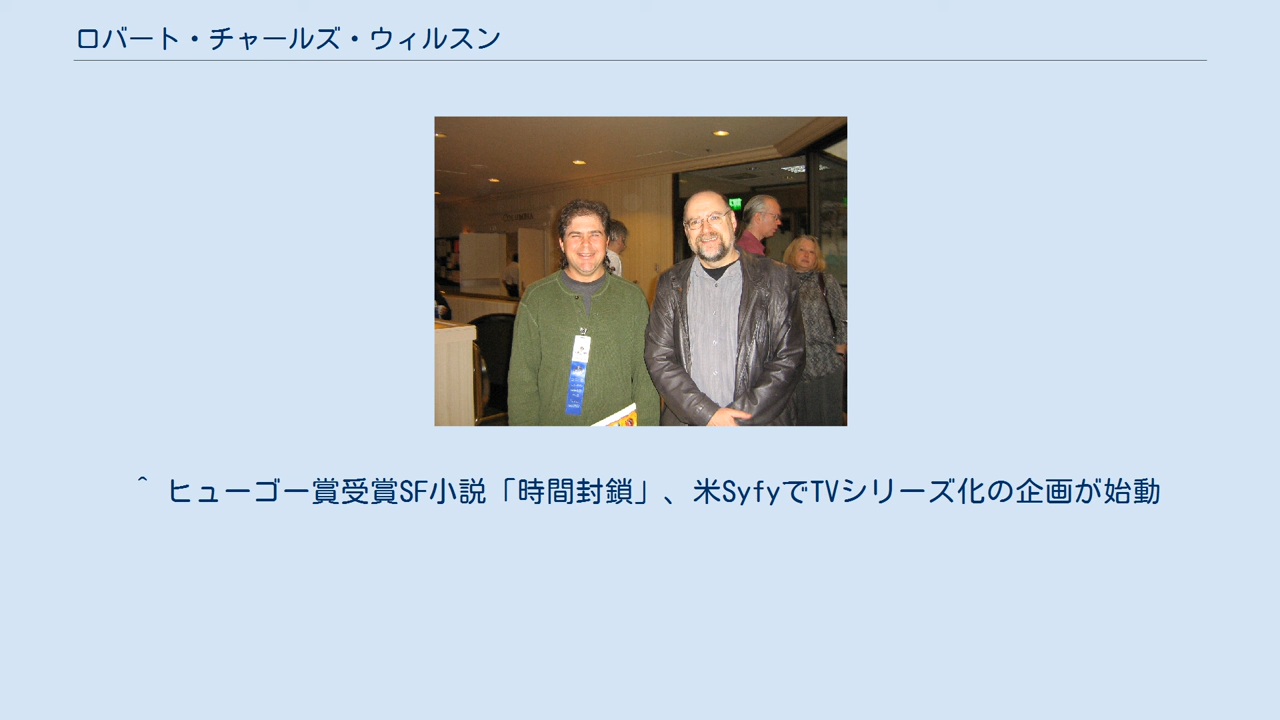 ロバート・チャールズ・ウィルスン
^ ヒューゴー賞受賞SF小説「時間封鎖」、米SyfyでTVシリーズ化の企画が始動